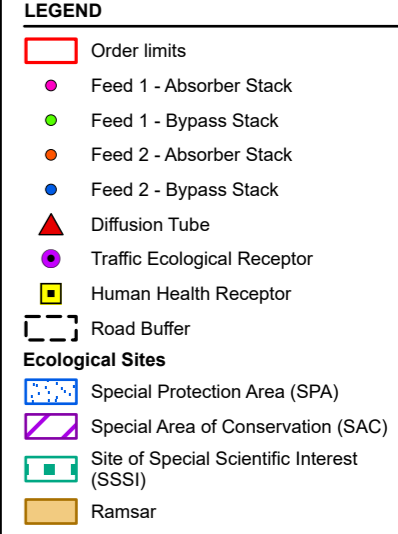 LEGEND
Order limits
Feed 1 - Absorber Stack
Feed 1 - Bypass Stack
Feed 2 - Absorber Stack
Feed 2 - Bypass Stack
Diffusion Tube
Traffic Ecological Receptor
Human Health Receptor
Road Buffer
Ecological Sites
Special Protection Area (SPA)
Special Area of Conservation (SAC)
Site of Special Scientific Interest
(SSSI)
Ramsar